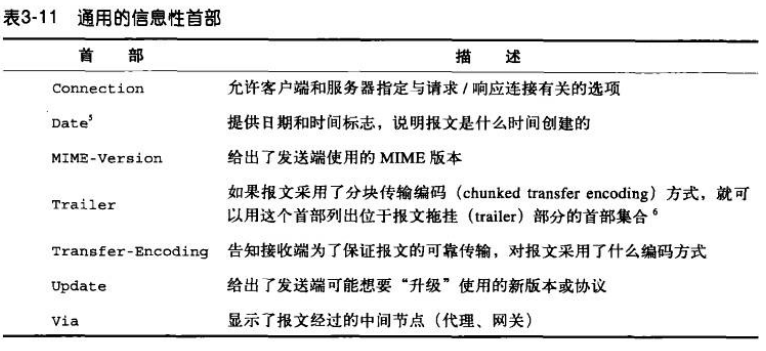 表3-11 通用的信息性首部
首 部 描 述
Connection 允许客户端和服务器指定与请求/响应连接有关的选项
Date⁵ 提供日期和时间标志，说明报文是什么时间创建的
MIME-Version 给出了发送端使用的 MIME 版本
Trailer 如果报文采用了分块传输编码（chunked transfer encoding）方式，就可
以用这个首部列出位于报文拖挂（trailer）部分的首部集合⁶
Transfer-Encoding 告知接收端为了保证报文的可靠传输，对报文采用了什么编码方式
Update 给出了发送端可能想要“升级”使用的新版本或协议
Via 显示了报文经过的中间节点（代理、网关）